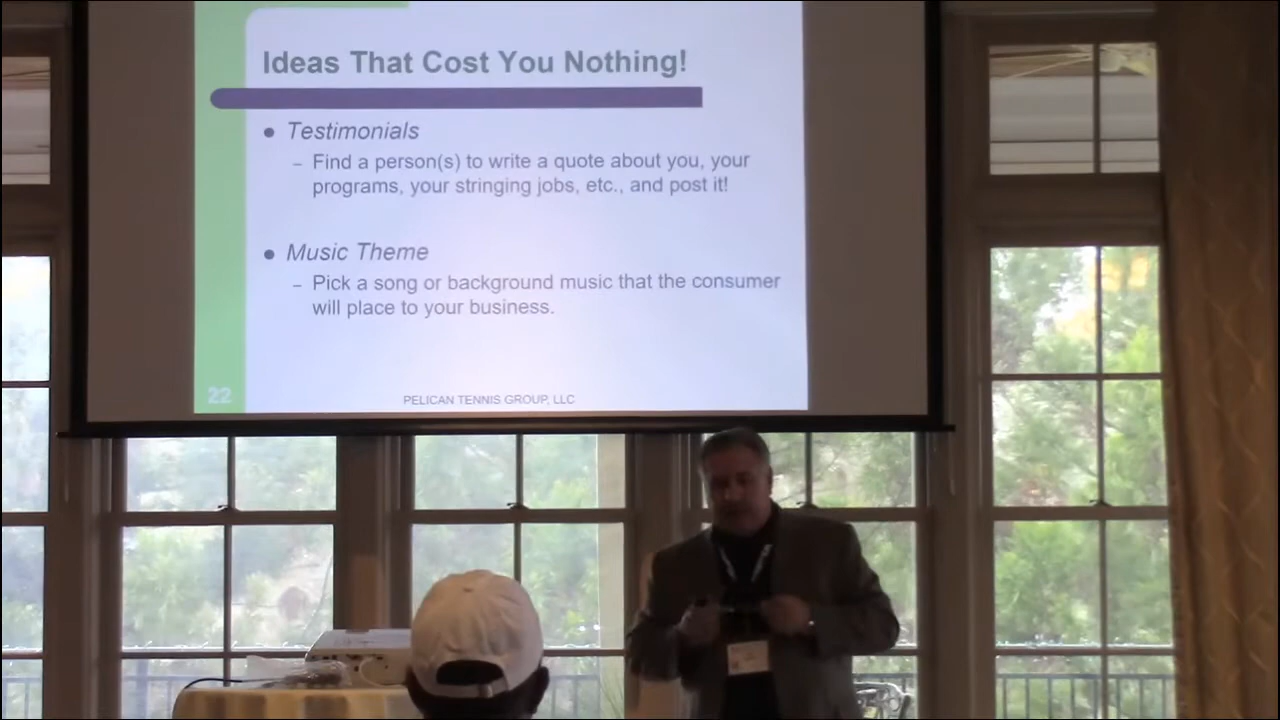 Ideas That Cost You Nothing!
• Testimonials
– Find a person(s) to write a quote about you, your
programs, your stringing jobs, etc., and post it!
• Music Theme
– Pick a song or background music that the consumer
will place to your business.
22
PELICAN TENNIS GROUP, LLC